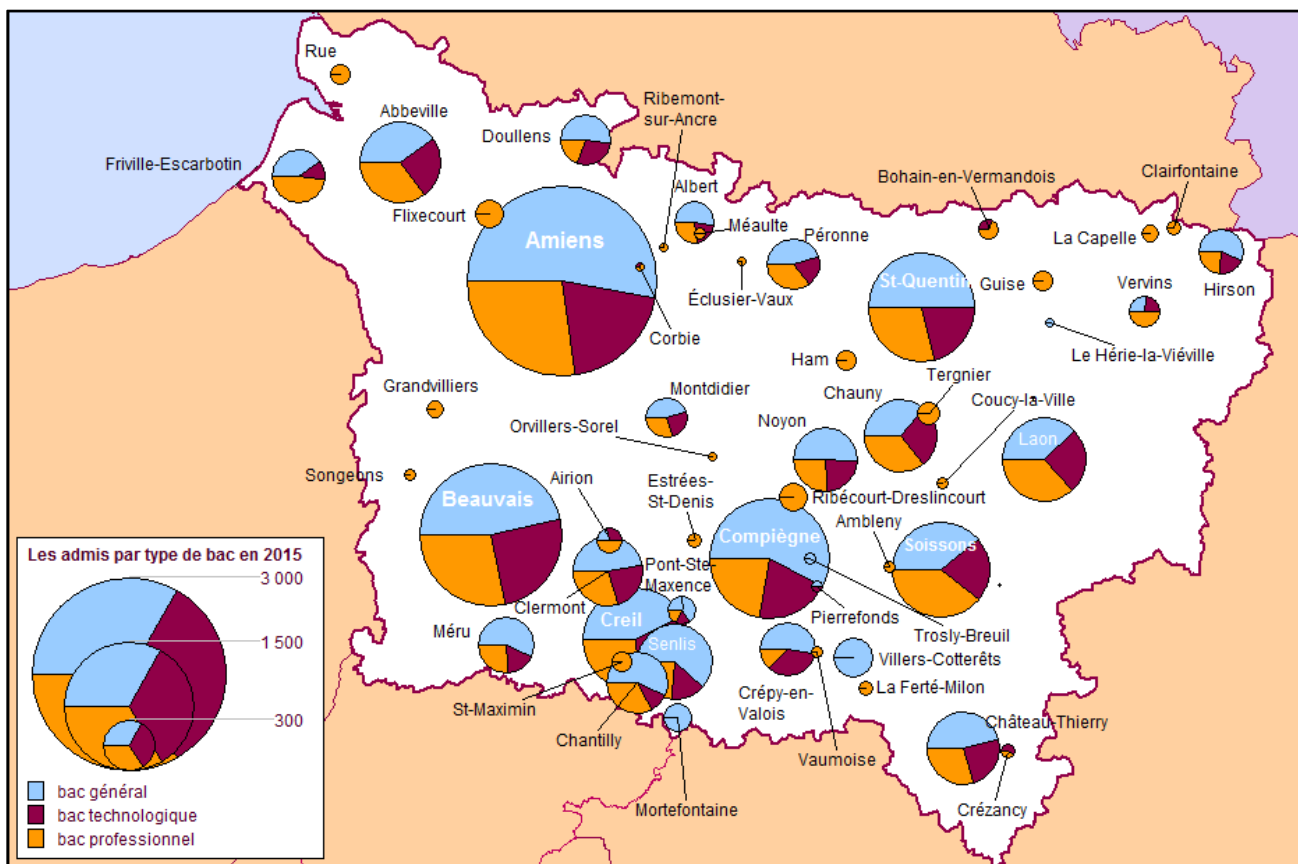 Rue
Abbeville
Ribemont-
sur-Ancre
Doullens
Friville-Escarbotin
Albert
Bohain-en-Vermandois
Clairfontaine
Flixecourt
Méaulte
Amiens
Péronne
La Capelle
St-Quentin
Guise
Vervins
Hirson
Éclusier-Vaux
Corbie
Le Hérie-la-Viéville
Ham
Tergnier
Grandvilliers
Montdidier
Chauny
Coucy-la-Ville
Noyon
Orvillers-Sorel
Laon
Songeons
Airion
Estrées-
St-Denis
Beauvais
Ribécourt-Dreslincourt
Ambleny
Compiègne
Soissons
Pont-Ste
Maxence
Clermont
Pierrefonds
Creil
Trosly-Breuil
Méru
Senlis
Villers-Cotterêts
La Ferté-Milon
Crépy-en-
Valois
St-Maximin
Chantilly
Château-Thierry
Vaumoise
Mortefontaine
Crézancy
Les admis par type de bac en 2015
3 000
1 500
300
bac général
bac technologique
bac professionnel